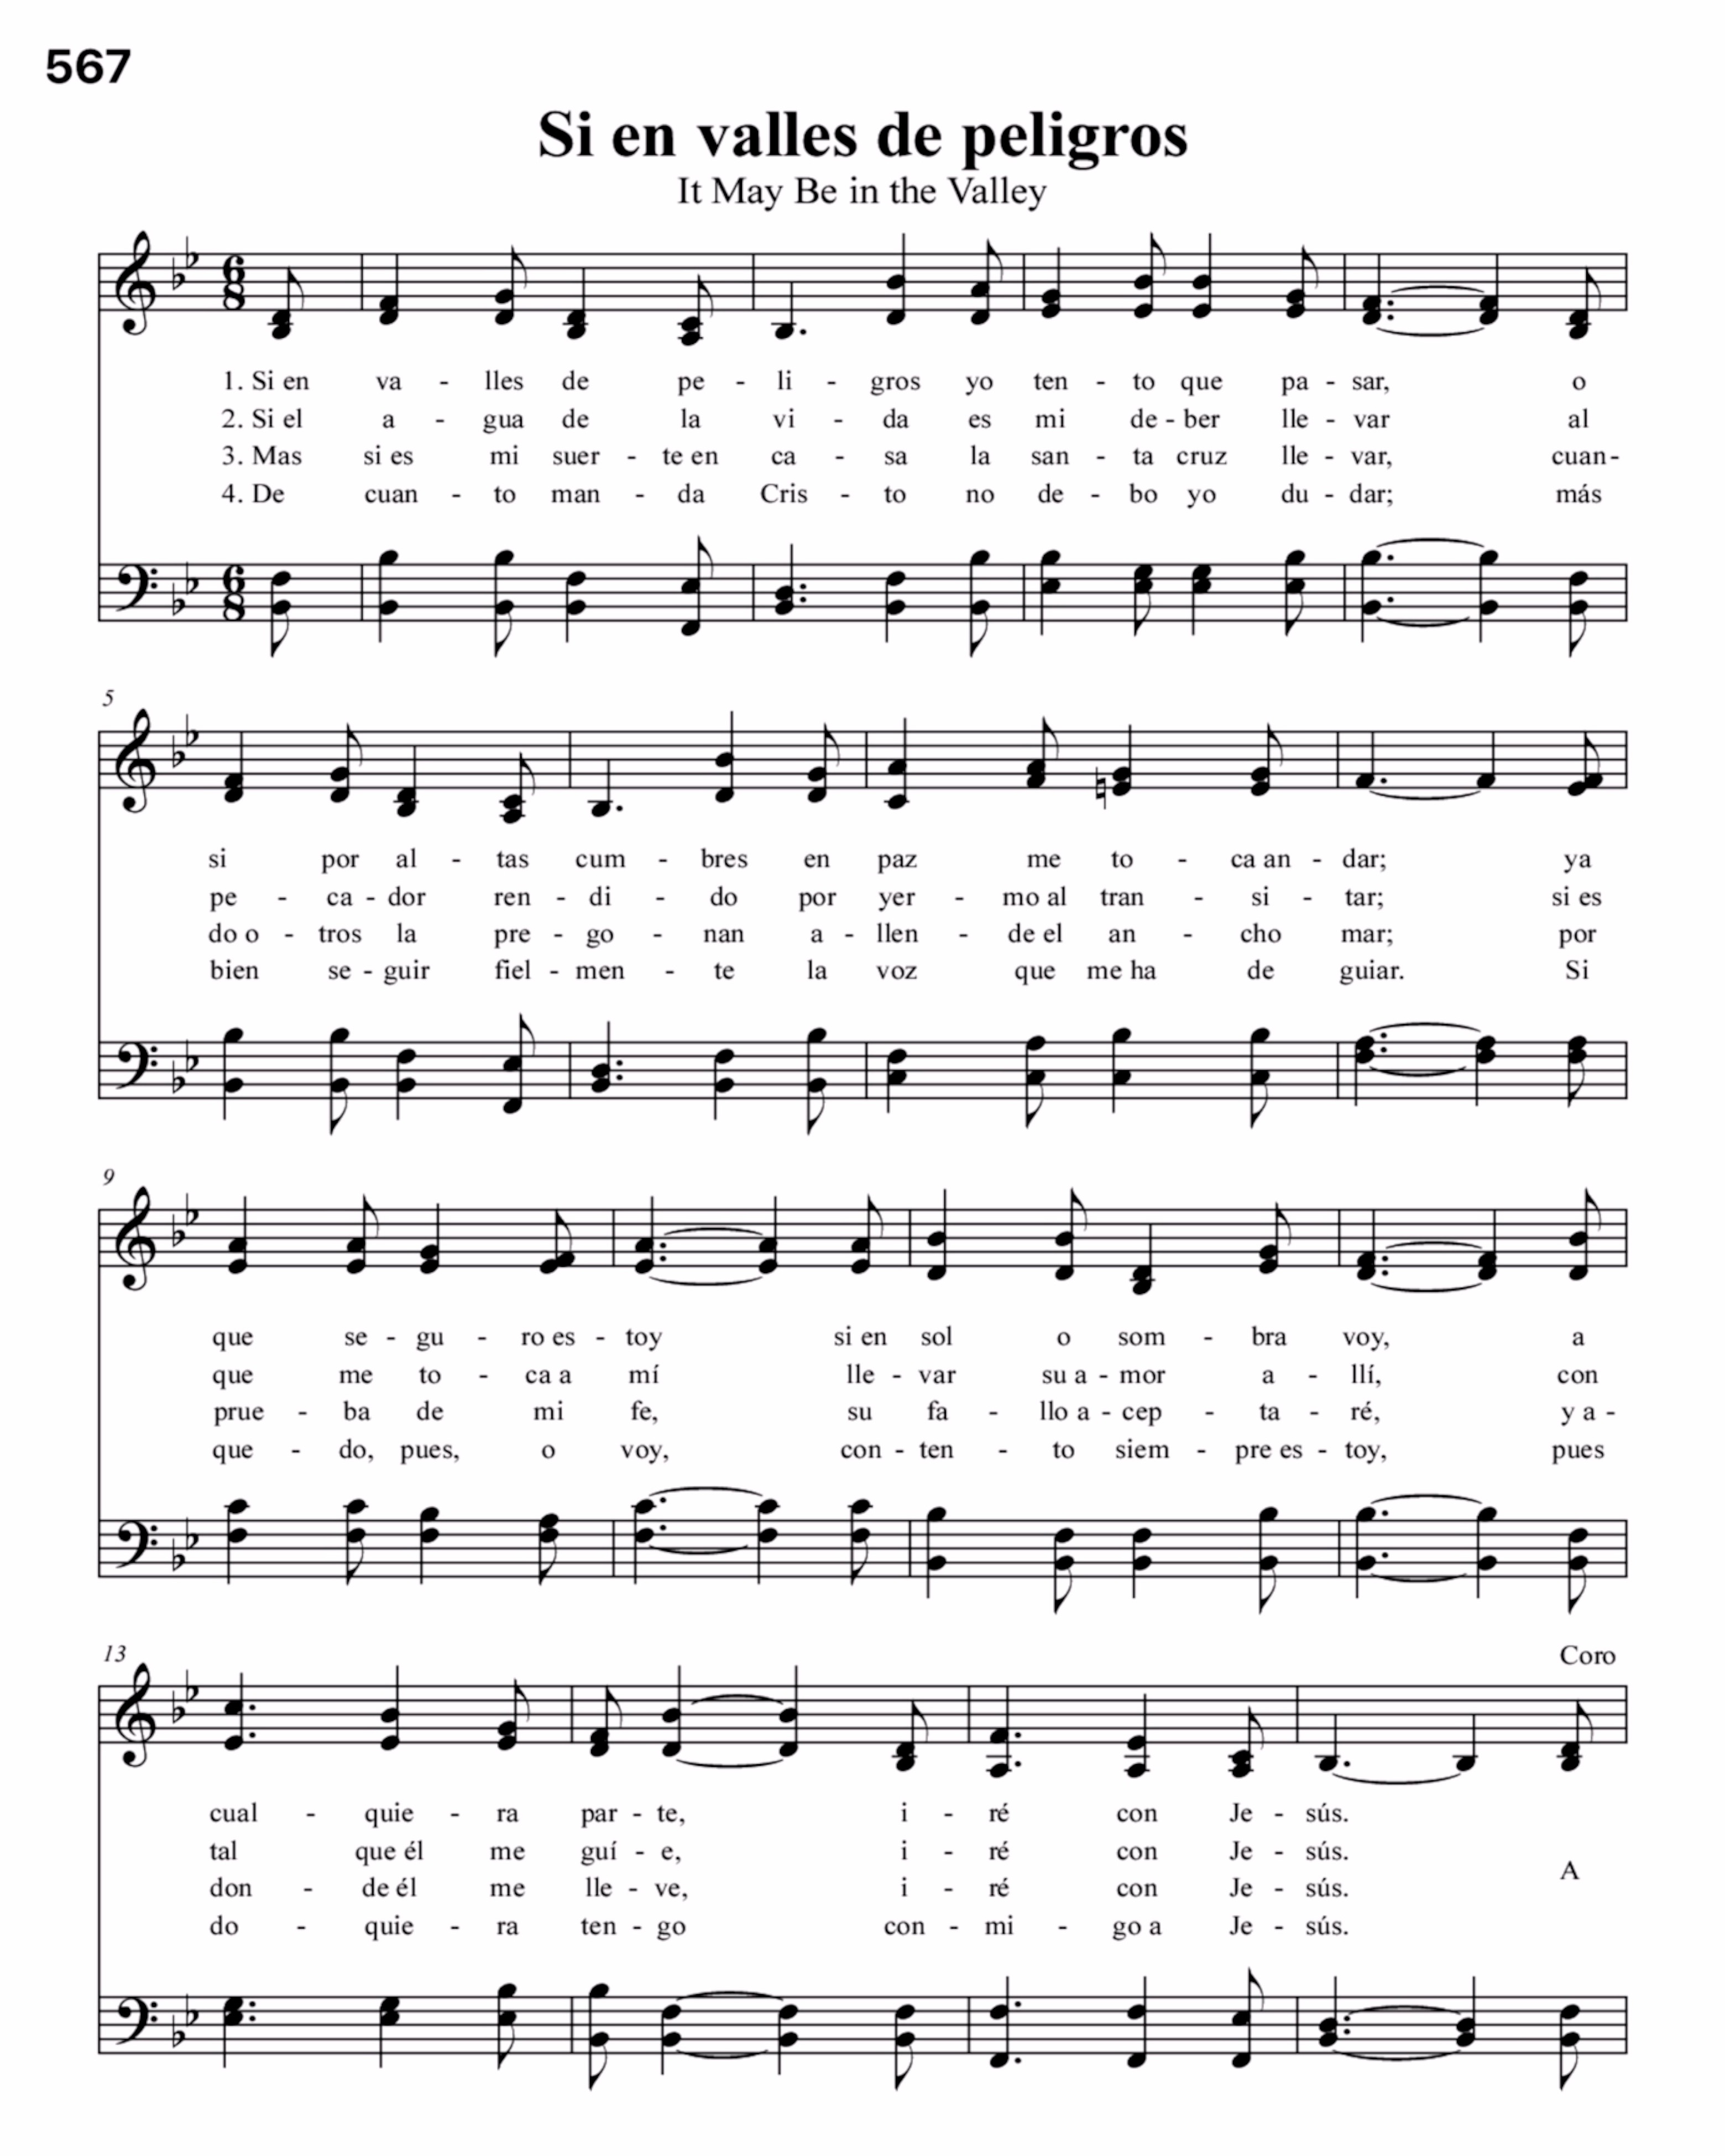 567
Si en valles de peligros
It May Be in the Valley
6 8
1. Si en va - lles de pe - li - gros yo ten - to que pa - sar, o
2. Si el a - gua de la vi - da es mi de - ber lle - var al
3. Mas si es mi suer - te en ca - sa la san - ta cruz lle - var, cuan-
4. De cuan - to man - da Cris - to no de - bo yo du - dar; más
6 8
5
si por al - tas cum - bres en paz me to - ca an - dar; ya
pe - ca - dor ren - di - do por yer - mo al tran - si - tar; si es
do o - tros la pre - go - nan a - llen - de el an - cho mar; por
bien se - guir fiel - men - te la voz que me ha de guiar. Si
9
que se - gu - ro es - toy si en sol o som - bra voy, a
que me to - ca a mí lle - var su a - mor a - llí, con
prue - ba de mi fe, su fa - llo a - cep - ta - ré, y a -
que - do, pues, o voy, con - ten - to siem - pre es - toy, pues
13
Coro
cual - quie - ra par - te, i - ré con Je - sús.
tal que él me guí - e, i - ré con Je - sús.
A
don - de él me lle - ve, i - ré con Je - sús.
do - quie - ra ten - go con - mi - go a Je - sús.